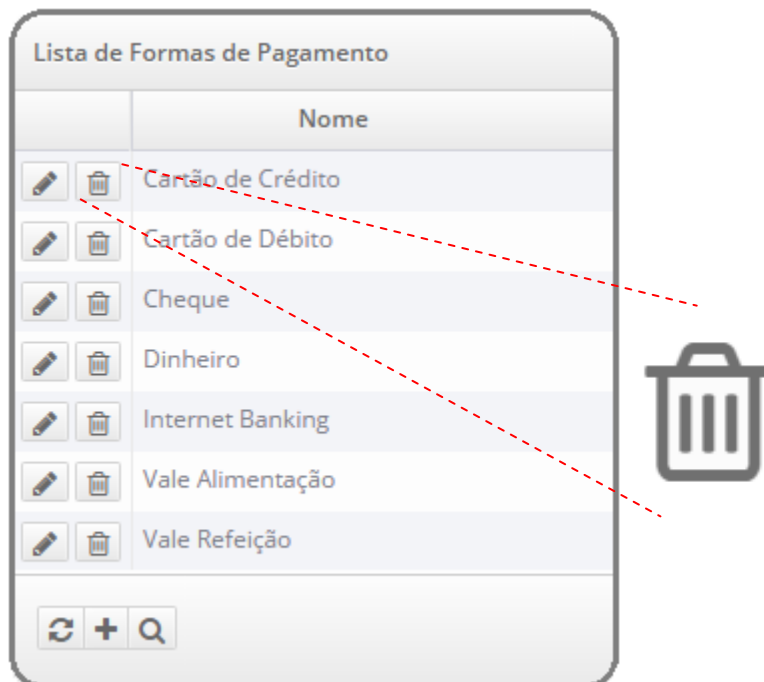 Lista de Formas de Pagamento
Nome
Cartão de Crédito
Cartão de Débito
Cheque
Dinheiro
Internet Banking
Vale Alimentação
Vale Refeição